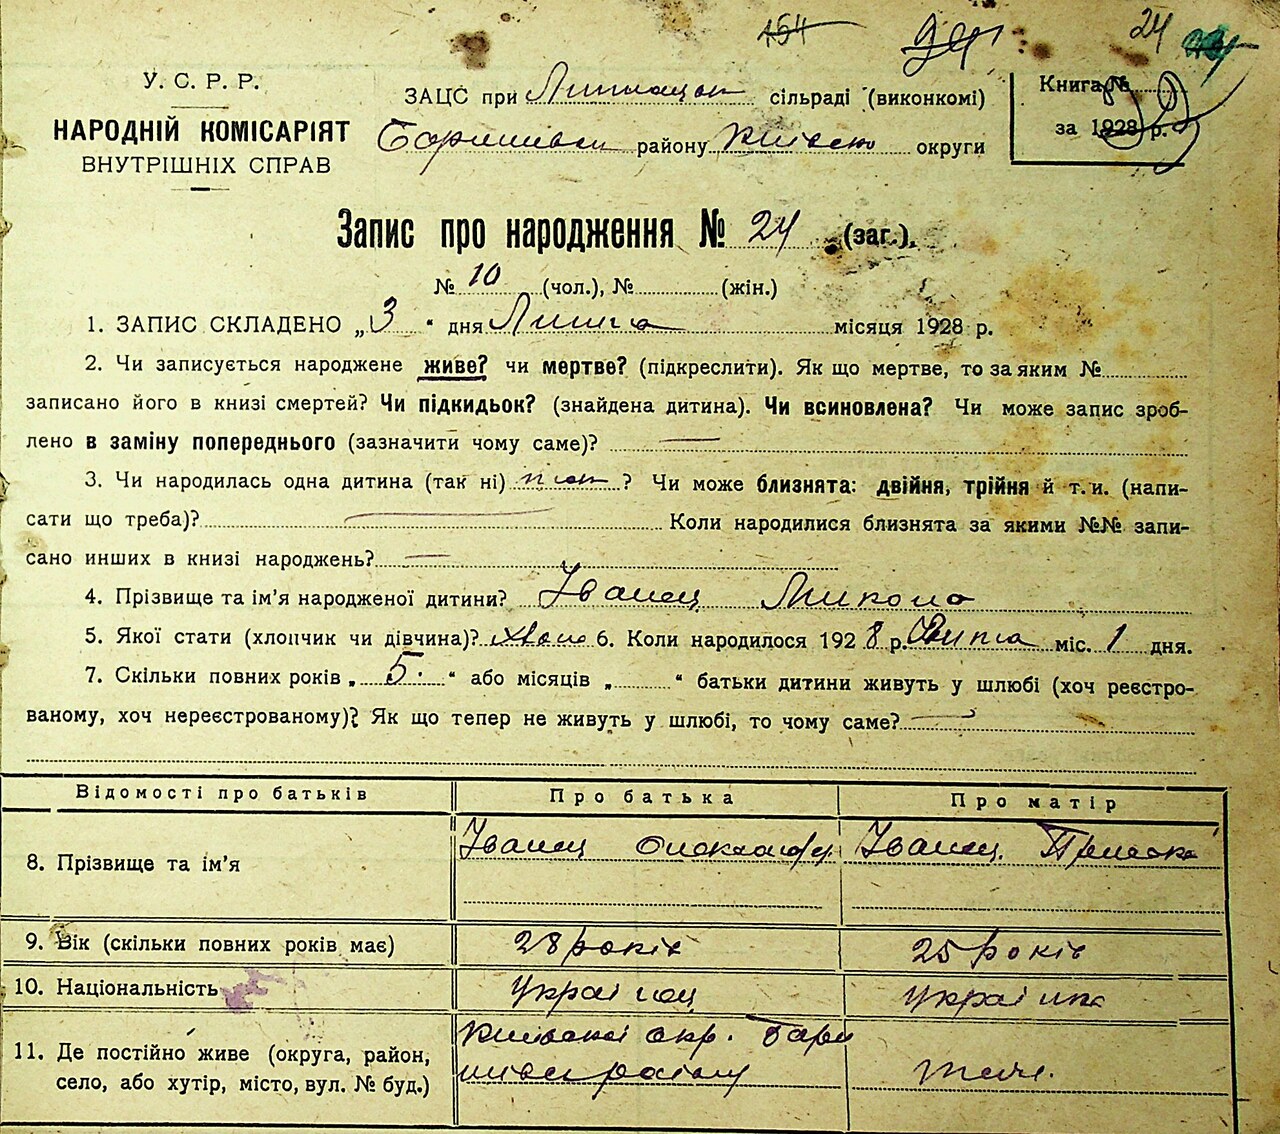 154 24
У. С. Р. Р.
НАРОДНІЙ КОМІСАРІЯТ
ВНУТРІШНІХ СПРАВ
ЗАЦС при сільраді (виконкомі)
району округи
Книга №
за 1928 р.
Запис про народження № 24 (заг.),
№ 10 (чол.), № (жін.)
1. ЗАПИС СКЛАДЕНО „3 “ дня місяця 1928 р.
2. Чи записується народжене живе? чи мертве? (підкреслити). Як що мертве, то за яким №
записано його в книзі смертей? Чи підкидьок? (знайдена дитина). Чи всиновлена? Чи може запис зроб-
лено в заміну попереднього (зазначити чому саме)?
3. Чи народилась одна дитина (так ні) так ? Чи може близнята: двійня, трійня й т. и. (напи-
сати що треба)? Коли народилися близнята за якими №№ запи-
сано инших в книзі народжень?
4. Прізвище та ім’я народженої дитини? Іванец Микола
5. Якої стати (хлопчик чи дівчина)? 6. Коли народилося 1928 р. міс. 1 дня.
7. Скільки повних років „ 5. “ або місяців „ “ батьки дитини живуть у шлюбі (хоч реєстро-
ваному, хоч нереєстрованому)? Як що тепер не живуть у шлюбі, то чому саме?
Відомості про батьків Про батька Про матір
8. Прізвище та ім’я Іванец Іванец
9. Вік (скільки повних років має) 28 років 25 років
10. Національність Украінец Украінка
11. Де постійно живе (округа, район,
село, або хутір, місто, вул. № буд.)